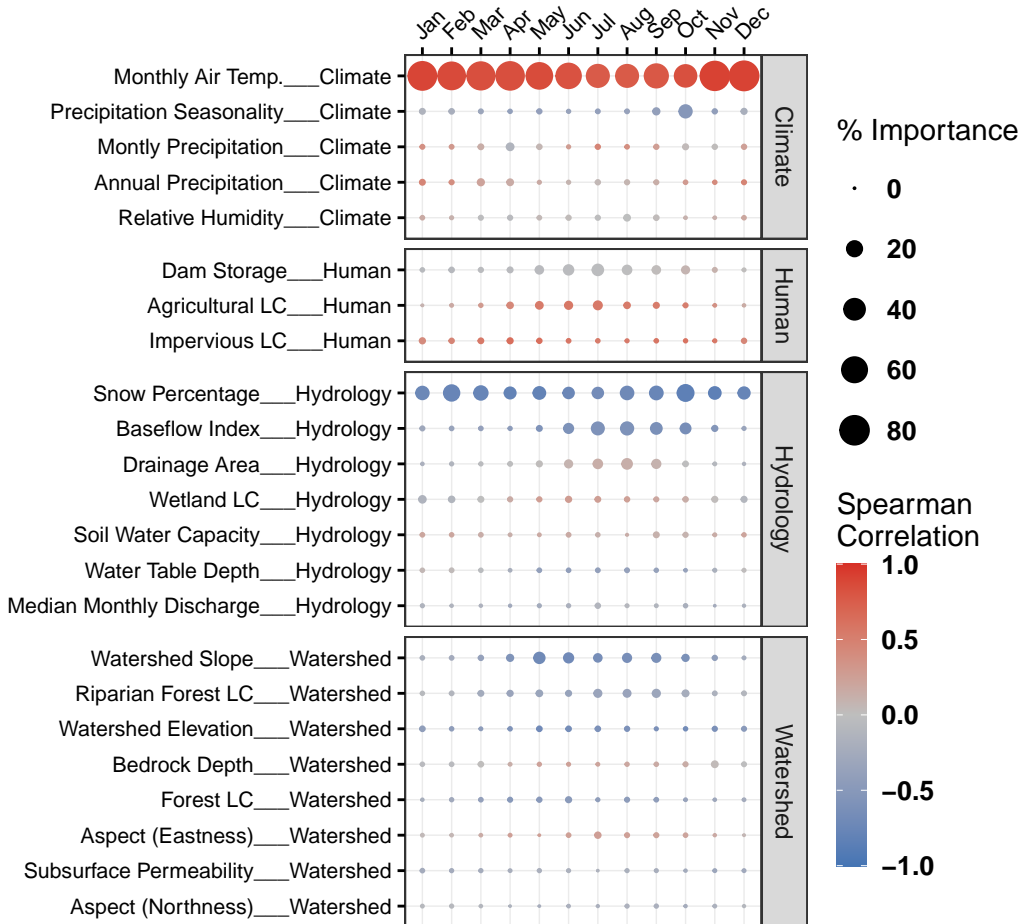 Jan Feb Mar Apr May Jun Jul Aug Sep Oct Nov Dec
Monthly Air Temp.___Climate
Precipitation Seasonality___Climate
Montly Precipitation___Climate
Annual Precipitation___Climate
Relative Humidity___Climate
Climate
Dam Storage___Human
Agricultural LC___Human
Impervious LC___Human
Human
Snow Percentage___Hydrology
Baseflow Index___Hydrology
Drainage Area___Hydrology
Wetland LC___Hydrology
Soil Water Capacity___Hydrology
Water Table Depth___Hydrology
Median Monthly Discharge___Hydrology
Hydrology
Watershed Slope___Watershed
Riparian Forest LC___Watershed
Watershed Elevation___Watershed
Bedrock Depth___Watershed
Forest LC___Watershed
Aspect (Eastness)___Watershed
Subsurface Permeability___Watershed
Aspect (Northness)___Watershed
Watershed
% Importance
0
20
40
60
80
Spearman
Correlation
1.0
0.5
0.0
−0.5
−1.0